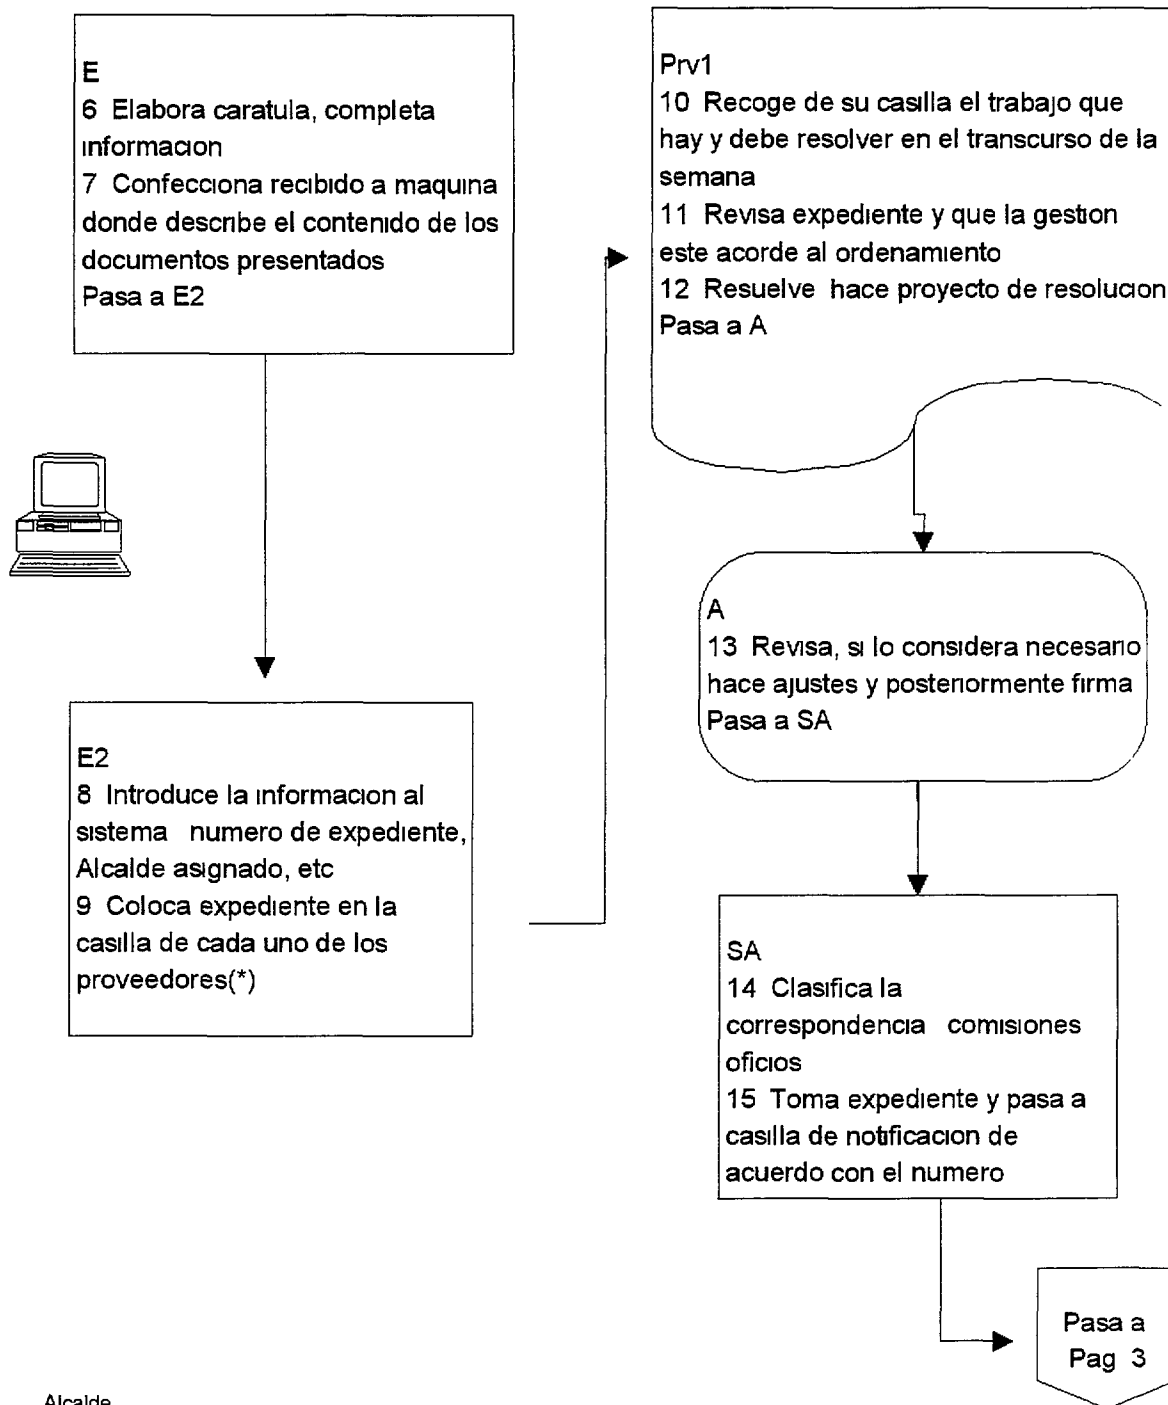 E
6 Elabora caratula, completa
informacion
7 Confecciona recibido a maquina
donde describe el contenido de los
documentos presentados
Pasa a E2
E2
8 Introduce la informacion al
sistema numero de expediente,
Alcalde asignado, etc
9 Coloca expediente en la
casilla de cada uno de los
proveedores(*)
Prv1
10 Recoge de su casilla el trabajo que
hay y debe resolver en el transcurso de la
semana
11 Revisa expediente y que la gestion
este acorde al ordenamiento
12 Resuelve hace proyecto de resolucion
Pasa a A
A
13 Revisa, si lo considera necesario
hace ajustes y posteriormente firma
Pasa a SA
SA
14 Clasifica la
correspondencia comisiones
oficios
15 Toma expediente y pasa a
casilla de notificacion de
acuerdo con el numero
Pasa a
Pag 3
Alcalde